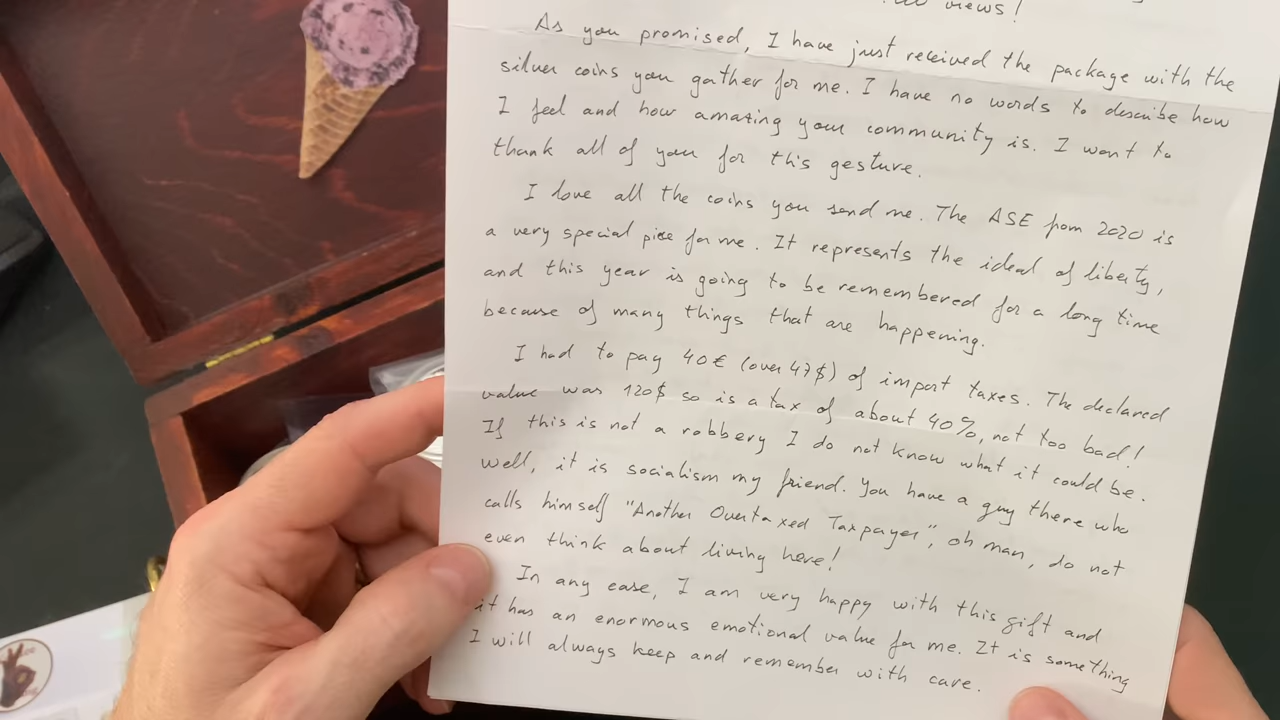 views!
As you promised, I have just received the package with the
silver coins you gather for me. I have no words to describe how
I feel and how amazing your community is. I want to
thank all of you for this gesture.
I love all the coins you send me. The ASE from 2020 is
a very special piece for me. It represents the ideal of liberty,
and this year is going to be remembered for a long time
because of many things that are happening.
I had to pay 40€ (over 47$) of import taxes. The declared
value was 120$ so is a tax of about 40%, not too bad!
If this is not a robbery I do not know what it could be.
Well, it is socialism my friend. You have a guy there who
calls himself "Another Overtaxed Taxpayer", oh man, do not
even think about living here!
In any case, I am very happy with this gift and
it has an enormous emotional value for me. It is something
I will always keep and remember with care.